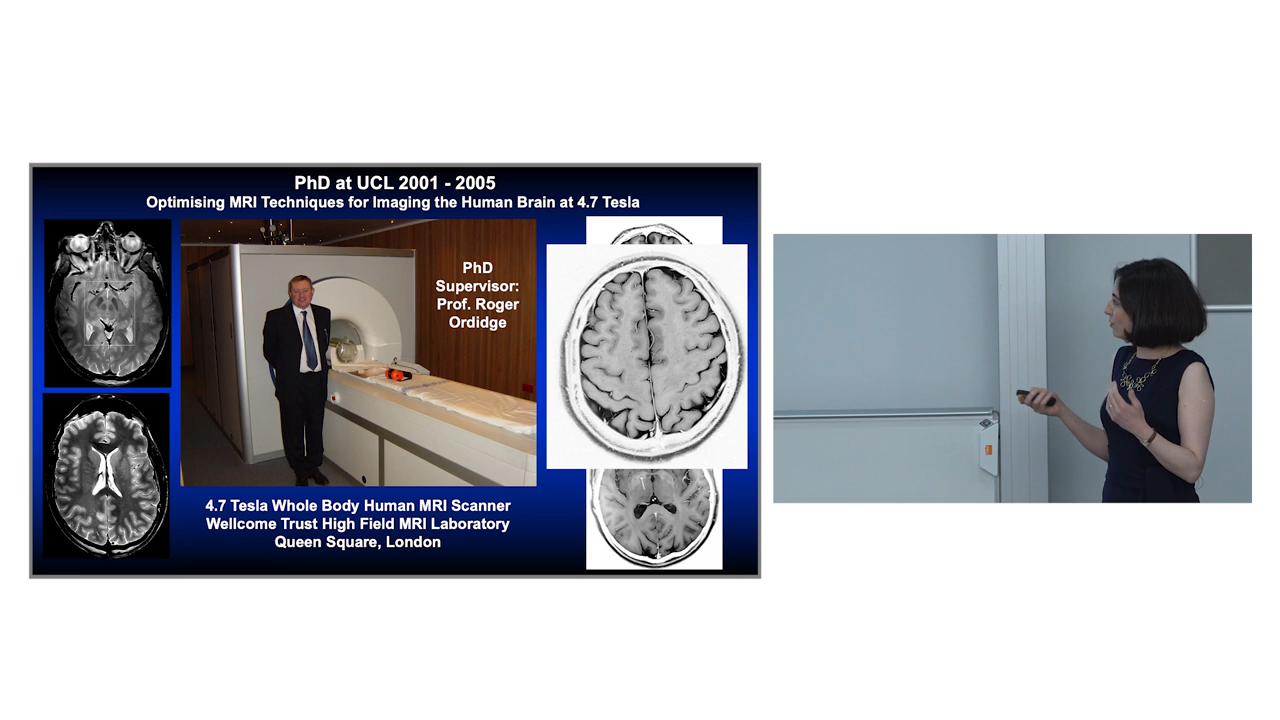 PhD at UCL 2001 - 2005
Optimising MRI Techniques for Imaging the Human Brain at 4.7 Tesla
PhD
Supervisor:
Prof. Roger
Ordidge
4.7 Tesla Whole Body Human MRI Scanner
Wellcome Trust High Field MRI Laboratory
Queen Square, London